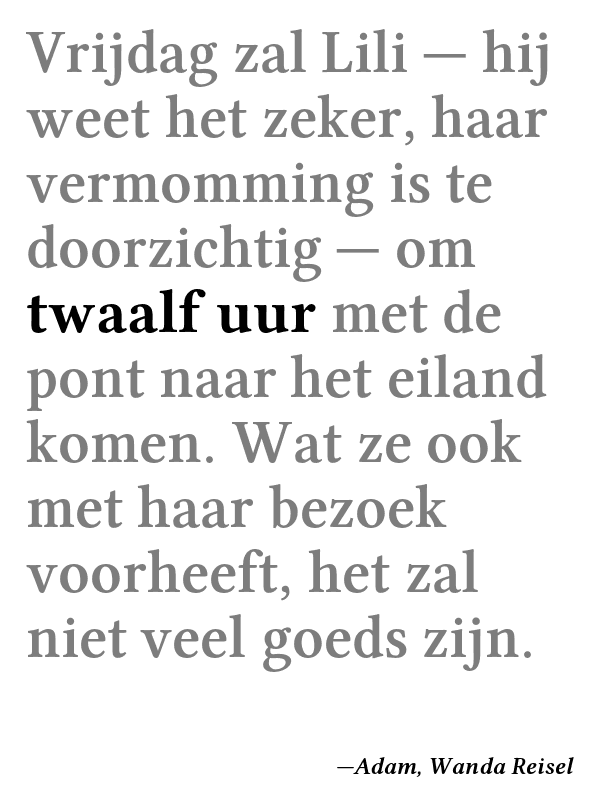 Vrijdag zal Lili — hij
weet het zeker, haar
vermomming is te
doorzichtig — om
twaalf uur met de
pont naar het eiland
komen. Wat ze ook
met haar bezoek
voorheeft, het zal
niet veel goeds zijn.
—Adam, Wanda Reisel